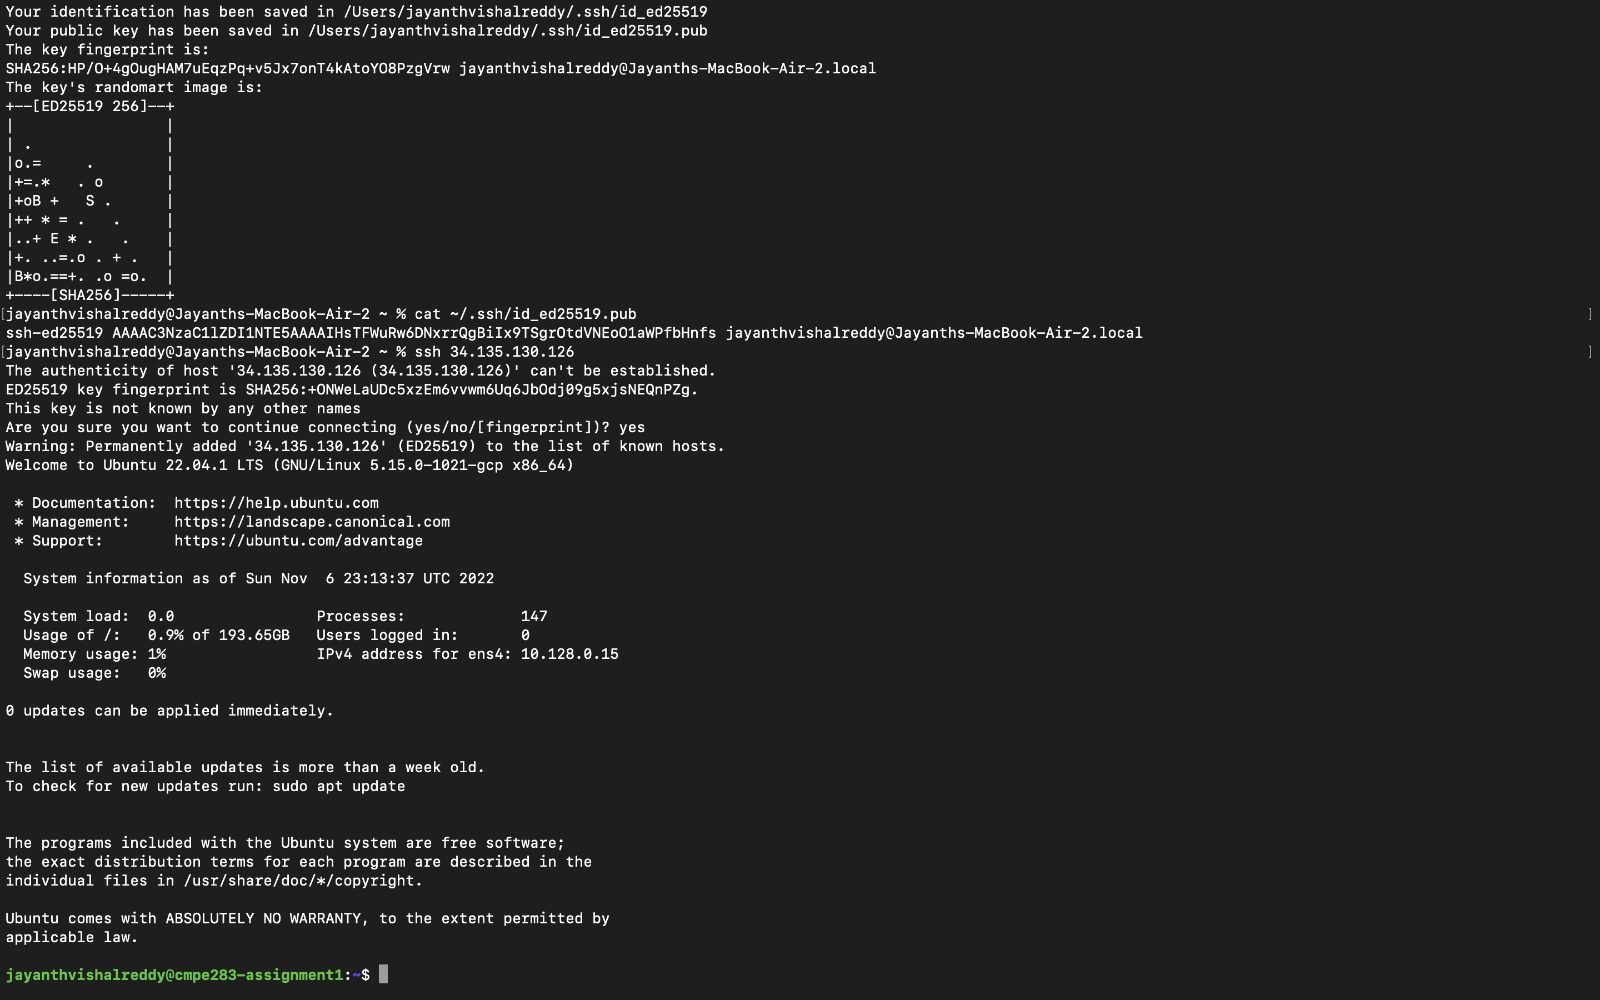 Your identification has been saved in /Users/jayanthvishalreddy/.ssh/id_ed25519
Your public key has been saved in /Users/jayanthvishalreddy/.ssh/id_ed25519.pub
The key fingerprint is:
SHA256:HP/O+4gOugHAM7uEqzPq+v5Jx7onT4kAtoYO8PzgVrw jayanthvishalreddy@Jayanths-MacBook-Air-2.local
The key's randomart image is:
+--[ED25519 256]--+
|                 |
| .               |
|o.=     .        |
|+=.*   . o       |
|+oB +   S .      |
|++ * = .   .     |
|..+ E * .   .    |
|+. ..=.o . + .   |
|B*o.==+. .o =o.  |
+----[SHA256]-----+
[jayanthvishalreddy@Jayanths-MacBook-Air-2 ~ % cat ~/.ssh/id_ed25519.pub ]
ssh-ed25519 AAAAC3NzaC1lZDI1NTE5AAAAIHsTFWuRw6DNxrrQgBiIx9TSgrOtdVNEoO1aWPfbHnfs jayanthvishalreddy@Jayanths-MacBook-Air-2.local
[jayanthvishalreddy@Jayanths-MacBook-Air-2 ~ % ssh 34.135.130.126 ]
The authenticity of host '34.135.130.126 (34.135.130.126)' can't be established.
ED25519 key fingerprint is SHA256:+ONWeLaUDc5xzEm6vvwm6Uq6JbOdj09g5xjsNEQnPZg.
This key is not known by any other names
Are you sure you want to continue connecting (yes/no/[fingerprint])? yes
Warning: Permanently added '34.135.130.126' (ED25519) to the list of known hosts.
Welcome to Ubuntu 22.04.1 LTS (GNU/Linux 5.15.0-1021-gcp x86_64)

 * Documentation:  https://help.ubuntu.com
 * Management:     https://landscape.canonical.com
 * Support:        https://ubuntu.com/advantage

  System information as of Sun Nov  6 23:13:37 UTC 2022

  System load:  0.0                Processes:             147
  Usage of /:   0.9% of 193.65GB   Users logged in:       0
  Memory usage: 1%                 IPv4 address for ens4: 10.128.0.15
  Swap usage:   0%

0 updates can be applied immediately.

The list of available updates is more than a week old.
To check for new updates run: sudo apt update

The programs included with the Ubuntu system are free software;
the exact distribution terms for each program are described in the
individual files in /usr/share/doc/*/copyright.

Ubuntu comes with ABSOLUTELY NO WARRANTY, to the extent permitted by
applicable law.

jayanthvishalreddy@cmpe283-assignment1:~$